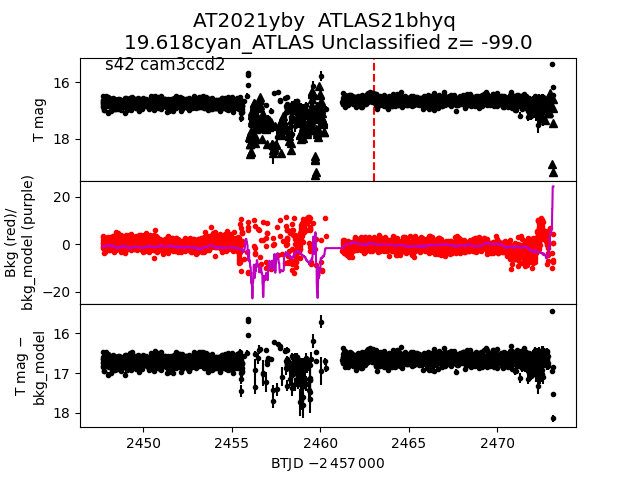 AT2021yby  ATLAS21bhyq
19.618cyan_ATLAS Unclassified z= -99.0
s42 cam3ccd2
16
18
T mag
20
0
−20
Bkg (red)/
bkg_model (purple)
16
17
18
T mag −
bkg_model
2450
2455
2460
2465
2470
BTJD −2 457 000